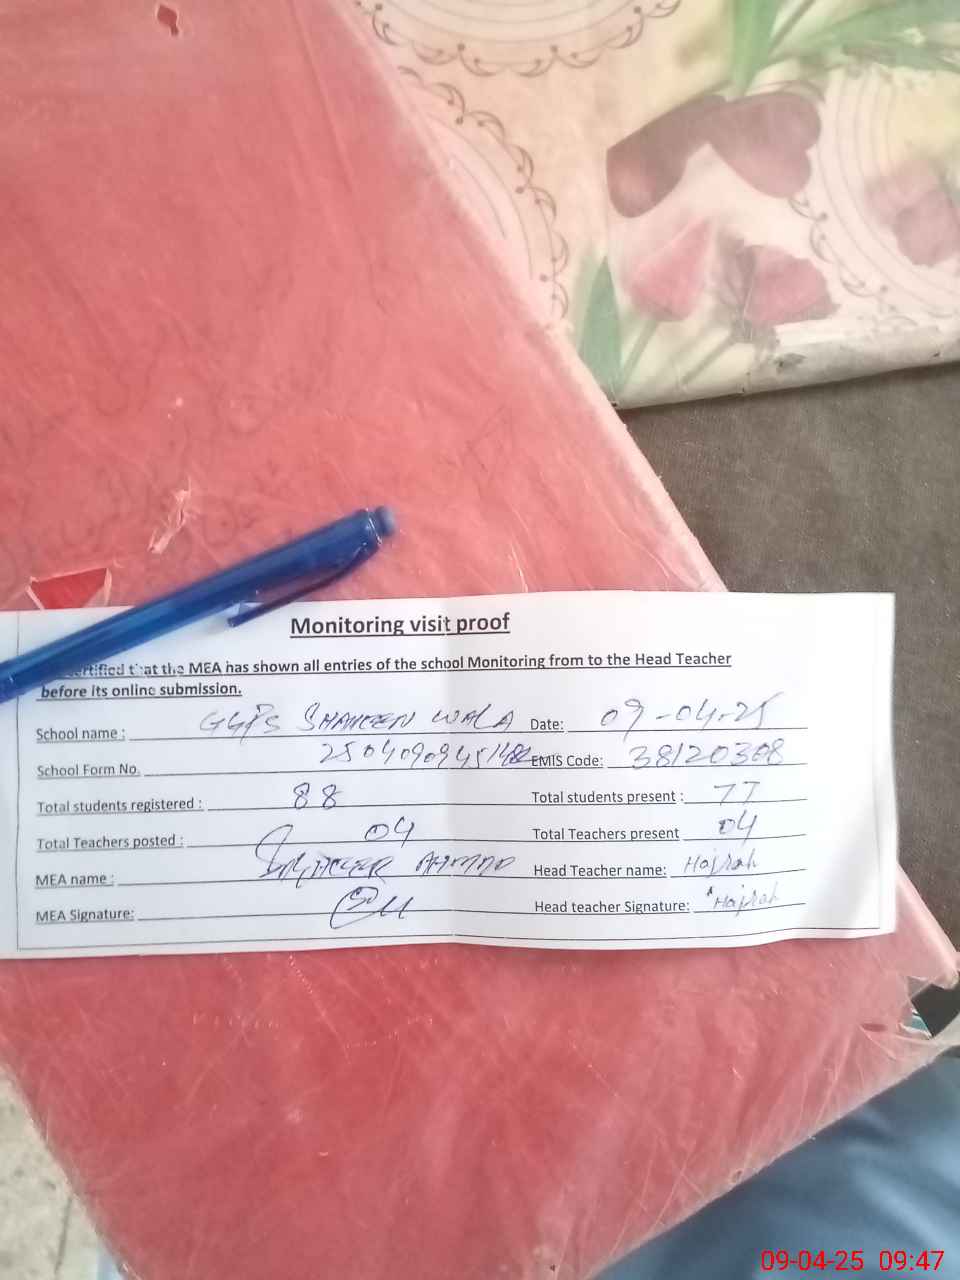 Monitoring visit proof
that the MEA has shown all entries of the school Monitoring from to the Head Teacher
before its online submission.
School name : GGPS SHAHEEN WALA Date: 09-04-25
School Form No. EMIS Code: 38120308
Total students registered : 88 Total students present : 77
Total Teachers posted : 04 Total Teachers present 04
MEA name : AHMAD Head Teacher name: Hajrah
MEA Signature: Head teacher Signature: Hajrah
09-04-25 09:47